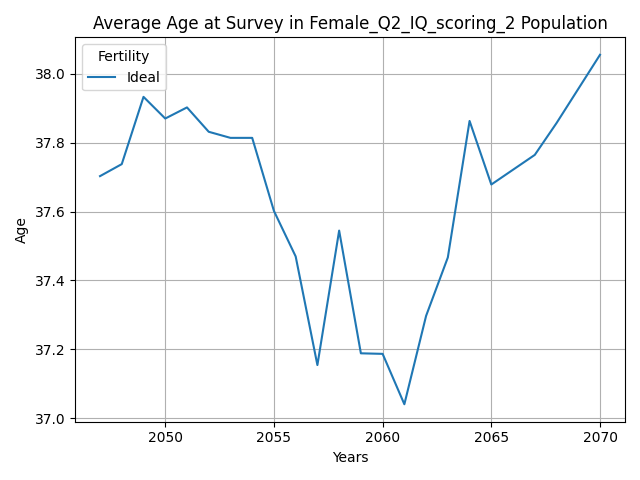 Average Age at Survey in Female_Q2_IQ_scoring_2 Population
Fertility
Ideal
38.0
37.8
37.6
37.4
37.2
37.0
Age
2050 2055 2060 2065 2070
Years